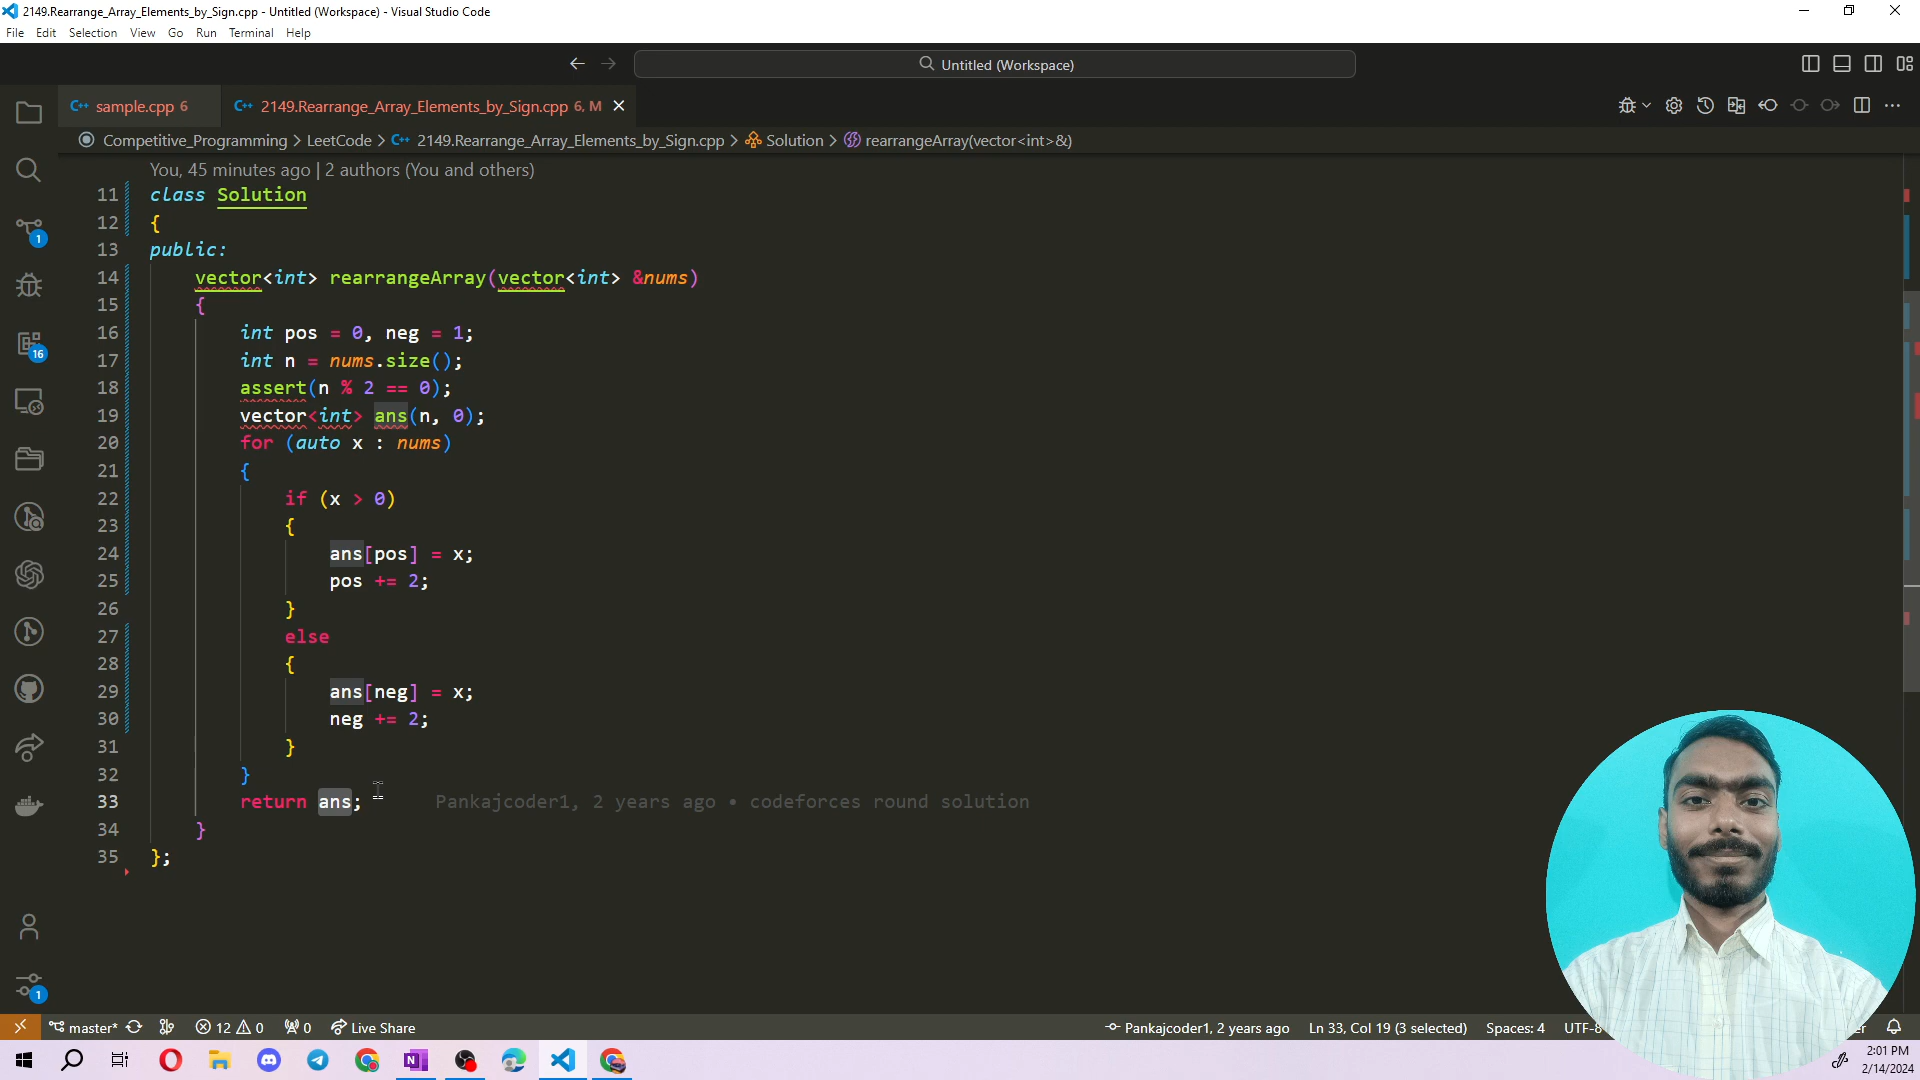 2149.Rearrange_Array_Elements_by_Sign.cpp - Untitled (Workspace) - Visual Studio Code
File Edit Selection View Go Run Terminal Help
Untitled (Workspace)
C++ sample.cpp 6 C++ 2149.Rearrange_Array_Elements_by_Sign.cpp 6, M
Competitive_Programming > LeetCode > C++ 2149.Rearrange_Array_Elements_by_Sign.cpp > Solution > rearrangeArray(vector<int>&)
You, 45 minutes ago | 2 authors (You and others)
11 class Solution
12 {
13 public:
14 vector<int> rearrangeArray(vector<int> &nums)
15 {
16 int pos = 0, neg = 1;
17 int n = nums.size();
18 assert(n % 2 == 0);
19 vector<int> ans(n, 0);
20 for (auto x : nums)
21 {
22 if (x > 0)
23 {
24 ans[pos] = x;
25 pos += 2;
26 }
27 else
28 {
29 ans[neg] = x;
30 neg += 2;
31 }
32 }
33 return ans; Pankajcoder1, 2 years ago • codeforces round solution
34 }
35 };
1
16
1
master* 12 0 0 Live Share Pankajcoder1, 2 years ago Ln 33, Col 19 (3 selected) Spaces: 4 UTF-8
2:01 PM
2/14/2024